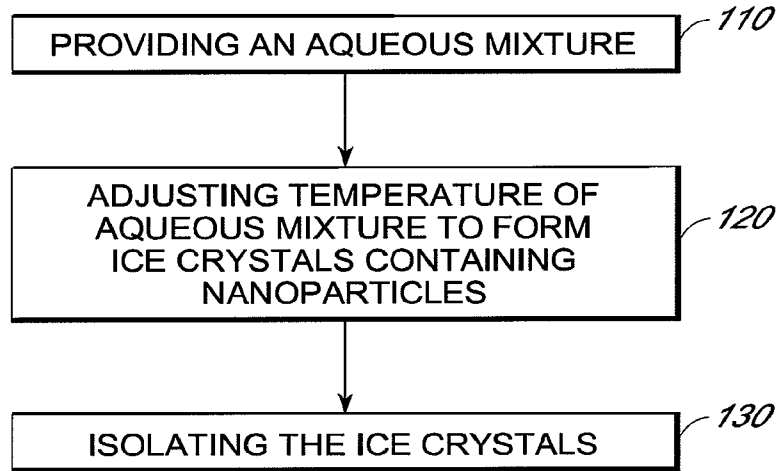 PROVIDING AN AQUEOUS MIXTURE
110
ADJUSTING TEMPERATURE OF
AQUEOUS MIXTURE TO FORM
ICE CRYSTALS CONTAINING
NANOPARTICLES
120
ISOLATING THE ICE CRYSTALS
130